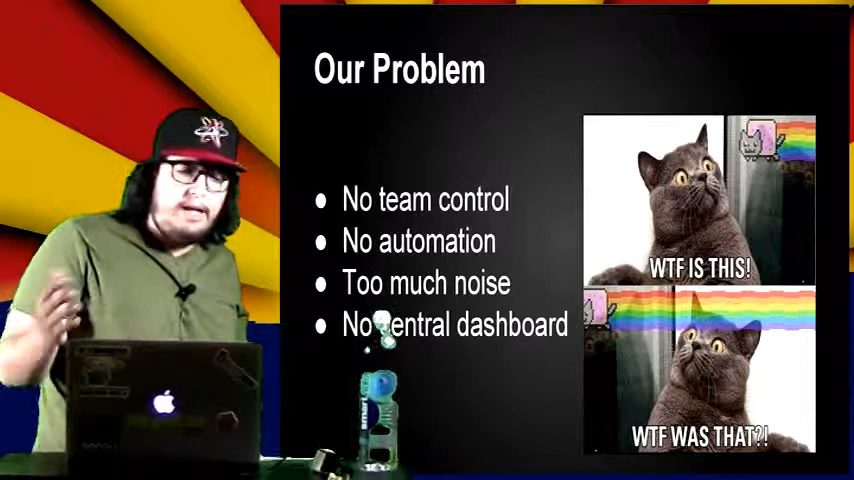 Our Problem
● No team control
● No automation
● Too much noise
● No central dashboard
WTF IS THIS!
WTF WAS THAT?!
smart